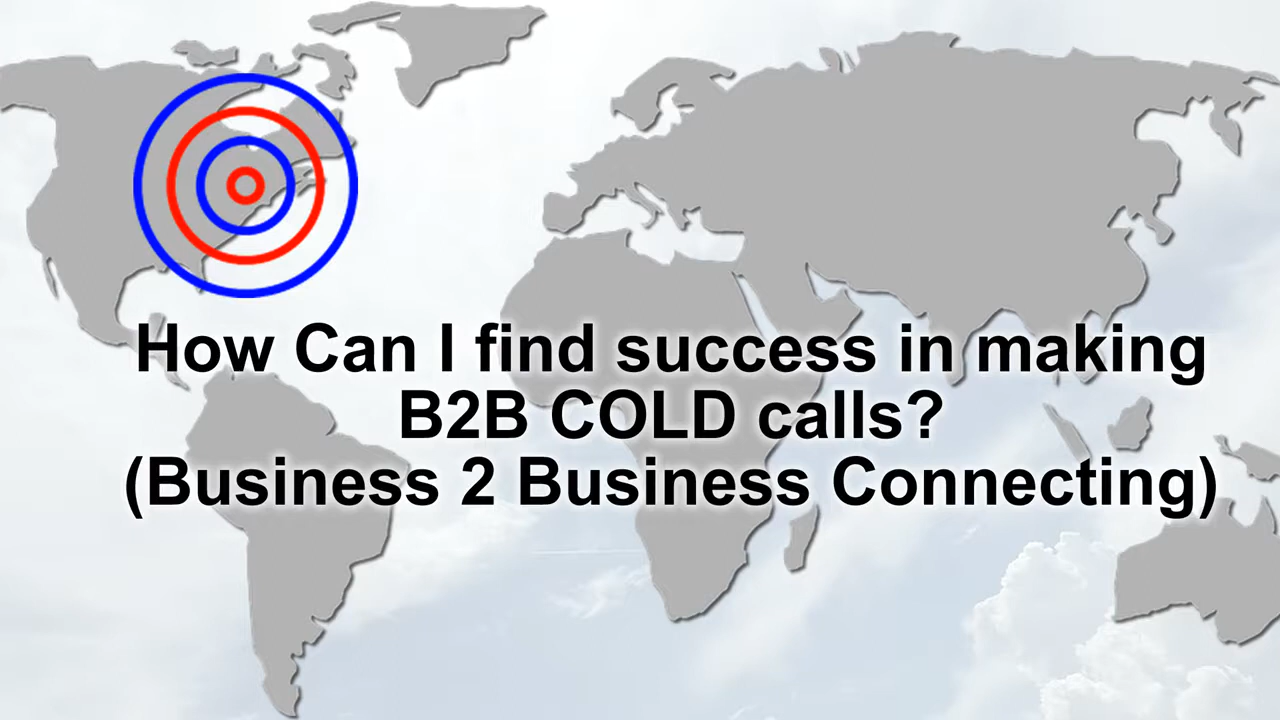 How Can I find success in making
B2B COLD calls?
(Business 2 Business Connecting)